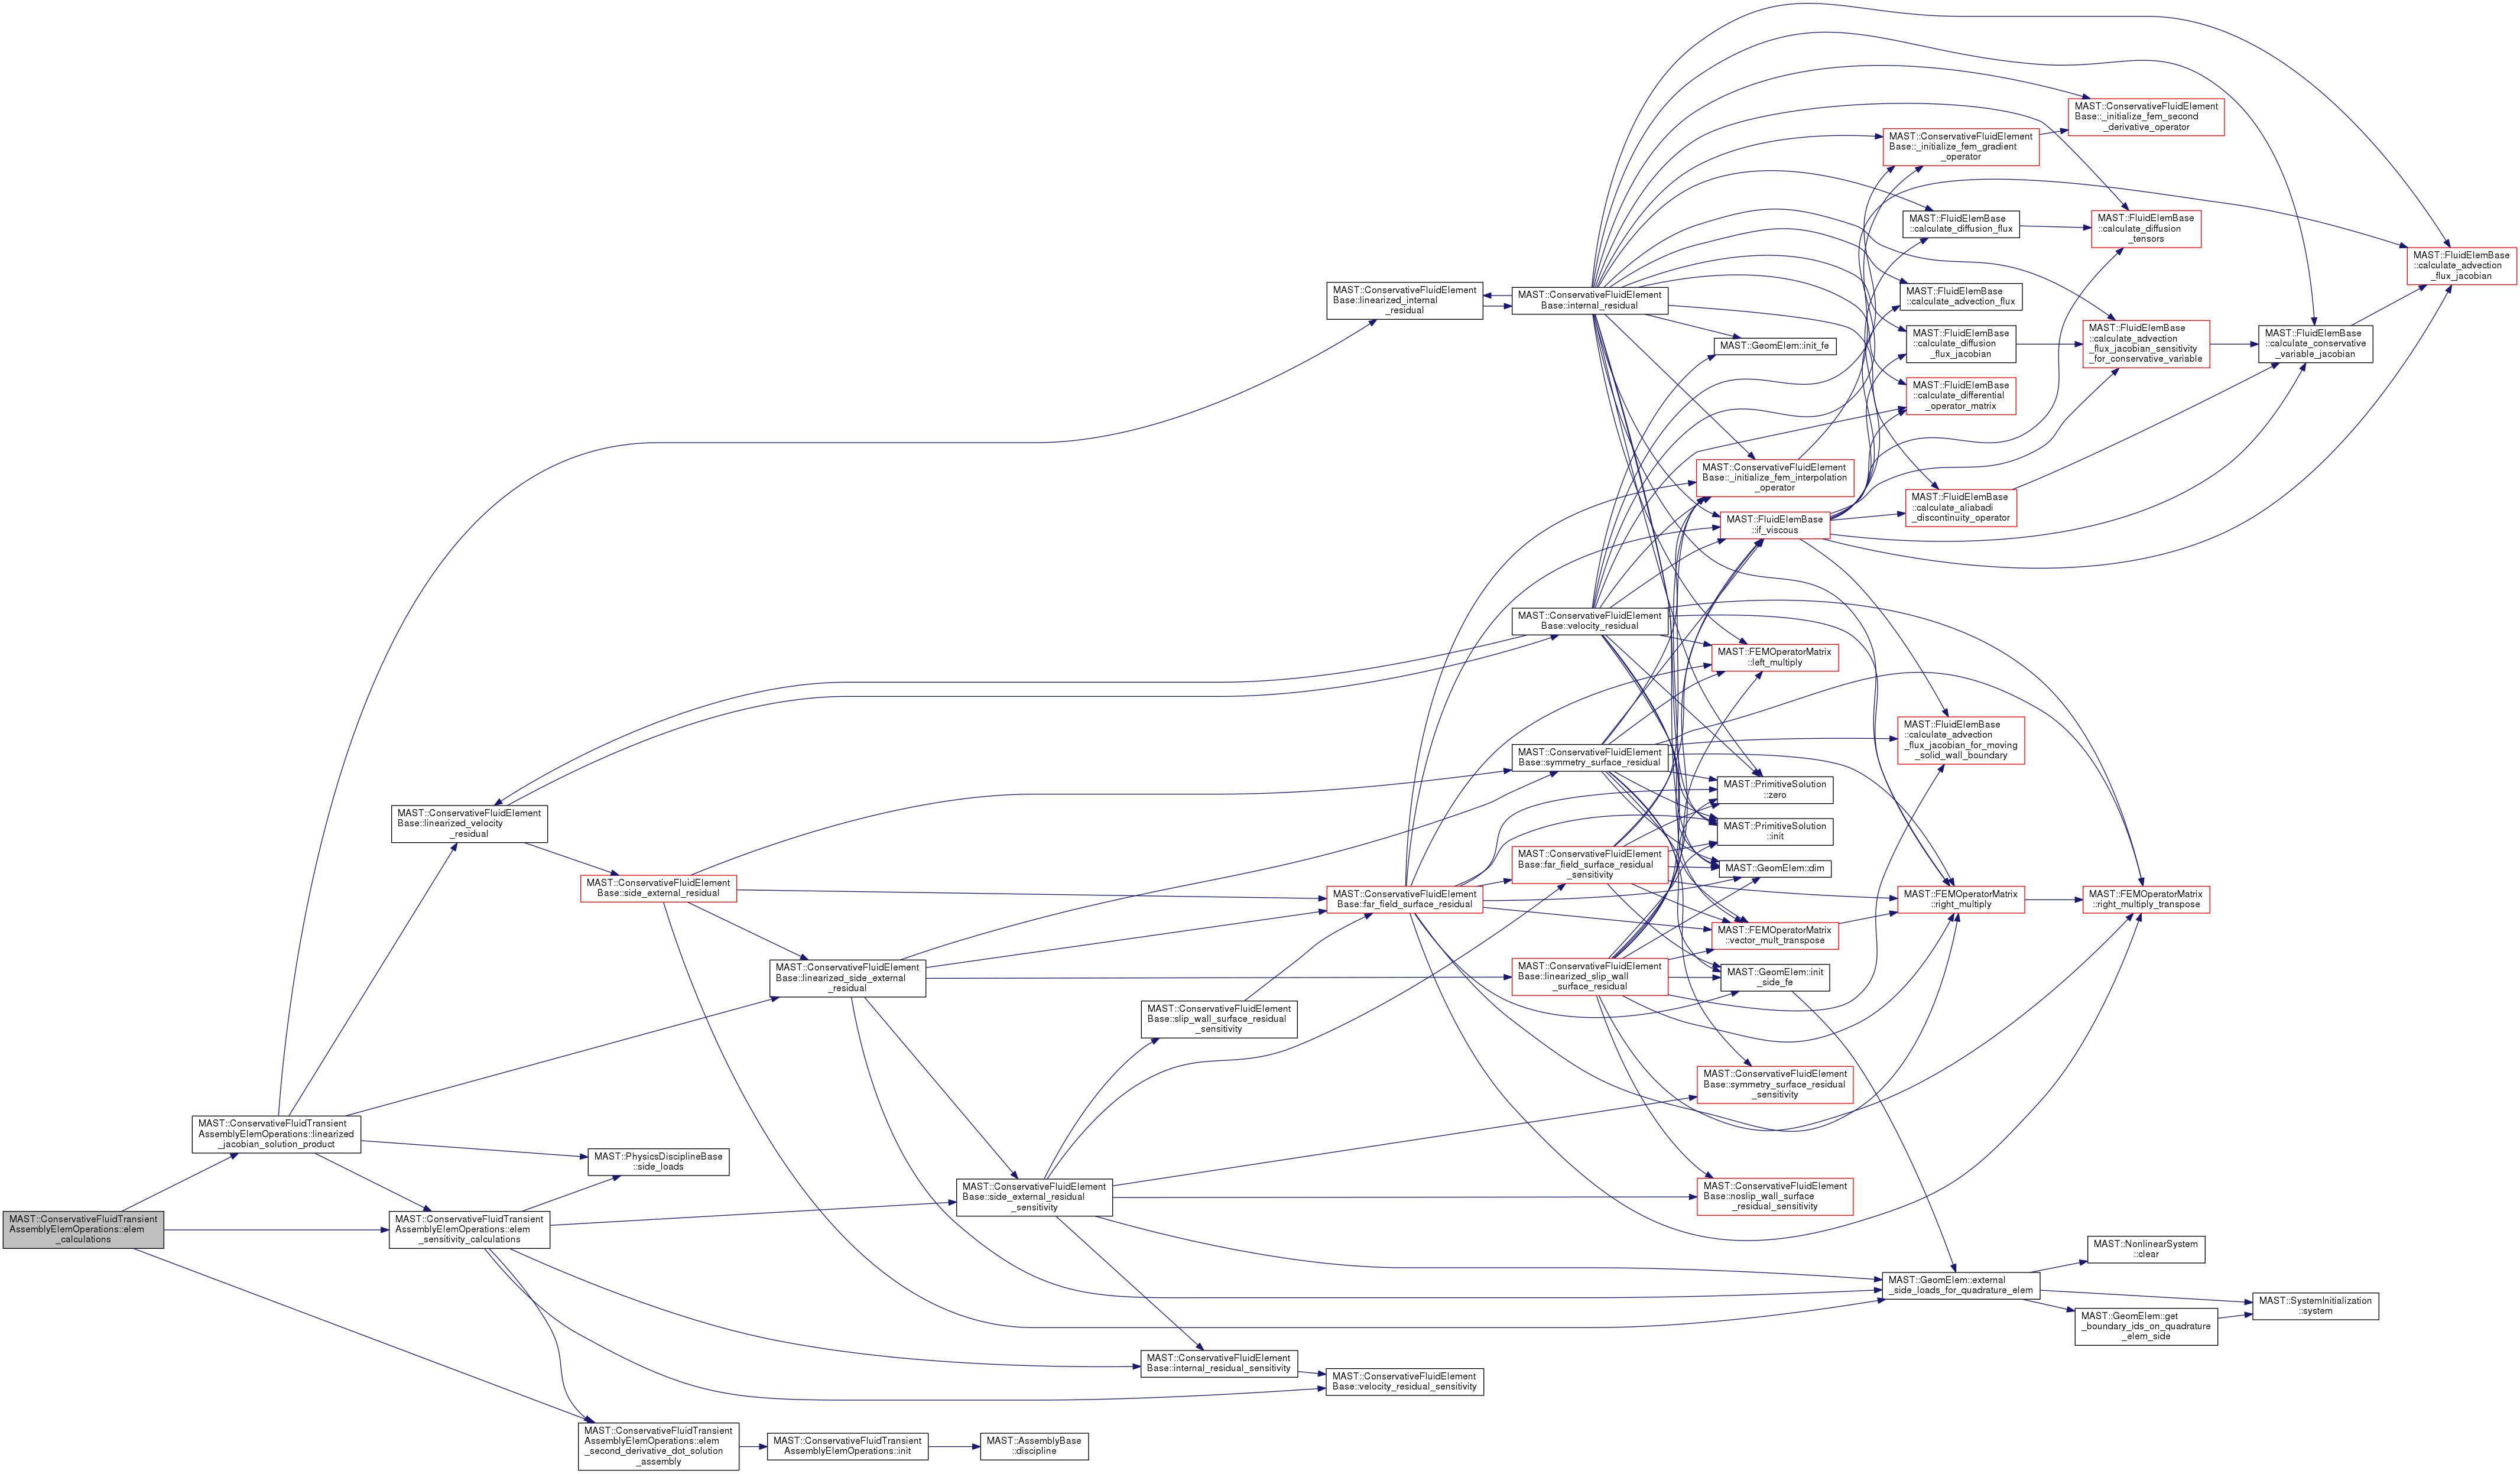 MAST::ConservativeFluidTransient
AssemblyElemOperations::elem
_calculations
MAST::ConservativeFluidTransient
AssemblyElemOperations::linearized
_jacobian_solution_product
MAST::ConservativeFluidTransient
AssemblyElemOperations::elem
_sensitivity_calculations
MAST::ConservativeFluidElement
Base::linearized_velocity
_residual
MAST::ConservativeFluidElement
Base::side_external_residual
MAST::PhysicsDisciplineBase
::side_loads
MAST::ConservativeFluidTransient
AssemblyElemOperations::elem
_second_derivative_dot_solution
_assembly
MAST::ConservativeFluidElement
Base::linearized_side_external
_residual
MAST::ConservativeFluidTransient
AssemblyElemOperations::init
MAST::ConservativeFluidElement
Base::side_external_residual
_sensitivity
MAST::AssemblyBase
::discipline
MAST::ConservativeFluidElement
Base::slip_wall_surface_residual
_sensitivity
MAST::ConservativeFluidElement
Base::internal_residual_sensitivity
MAST::ConservativeFluidElement
Base::linearized_internal
_residual
MAST::ConservativeFluidElement
Base::far_field_surface_residual
MAST::ConservativeFluidElement
Base::velocity_residual_sensitivity
MAST::ConservativeFluidElement
Base::internal_residual
MAST::ConservativeFluidElement
Base::velocity_residual
MAST::ConservativeFluidElement
Base::symmetry_surface_residual
MAST::ConservativeFluidElement
Base::far_field_surface_residual
_sensitivity
MAST::ConservativeFluidElement
Base::linearized_slip_wall
_surface_residual
MAST::GeomElem::init_fe
MAST::ConservativeFluidElement
Base::_initialize_fem_interpolation
_operator
MAST::FluidElemBase
::if_viscous
MAST::FEMOperatorMatrix
::left_multiply
MAST::PrimitiveSolution
::zero
MAST::PrimitiveSolution
::init
MAST::GeomElem::dim
MAST::FEMOperatorMatrix
::vector_mult_transpose
MAST::GeomElem::init
_side_fe
MAST::ConservativeFluidElement
Base::symmetry_surface_residual
_sensitivity
MAST::ConservativeFluidElement
Base::noslip_wall_surface
_residual_sensitivity
MAST::ConservativeFluidElement
Base::_initialize_fem_gradient
_operator
MAST::FluidElemBase
::calculate_diffusion_flux
MAST::FluidElemBase
::calculate_advection_flux
MAST::FluidElemBase
::calculate_diffusion
_flux_jacobian
MAST::FluidElemBase
::calculate_differential
_operator_matrix
MAST::FluidElemBase
::calculate_aliabadi
_discontinuity_operator
MAST::FluidElemBase
::calculate_advection
_flux_jacobian_for_moving
_solid_wall_boundary
MAST::FEMOperatorMatrix
::right_multiply
MAST::GeomElem::external
_side_loads_for_quadrature_elem
MAST::ConservativeFluidElement
Base::_initialize_fem_second
_derivative_operator
MAST::FluidElemBase
::calculate_diffusion
_tensors
MAST::FluidElemBase
::calculate_advection
_flux_jacobian_sensitivity
_for_conservative_variable
MAST::FEMOperatorMatrix
::right_multiply_transpose
MAST::NonlinearSystem
::clear
MAST::GeomElem::get
_boundary_ids_on_quadrature
_elem_side
MAST::FluidElemBase
::calculate_conservative
_variable_jacobian
MAST::SystemInitialization
::system
MAST::FluidElemBase
::calculate_advection
_flux_jacobian